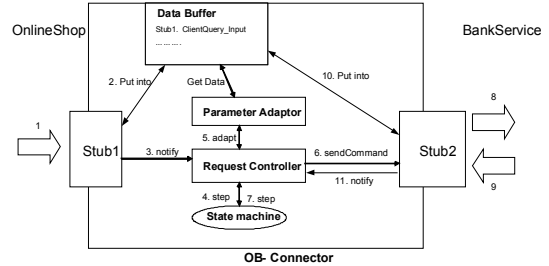 Data Buffer
OnlineShop
Stub1. ClientQuery_Input
BankService
………
2. Put into
Get Data
10. Put into
8
Parameter Adaptor
1
5. adapt
Stub1
3. notify
Request Controller
6. sendCommand
Stub2
11. notify
9
4. step
7. step
State machine
OB- Connector